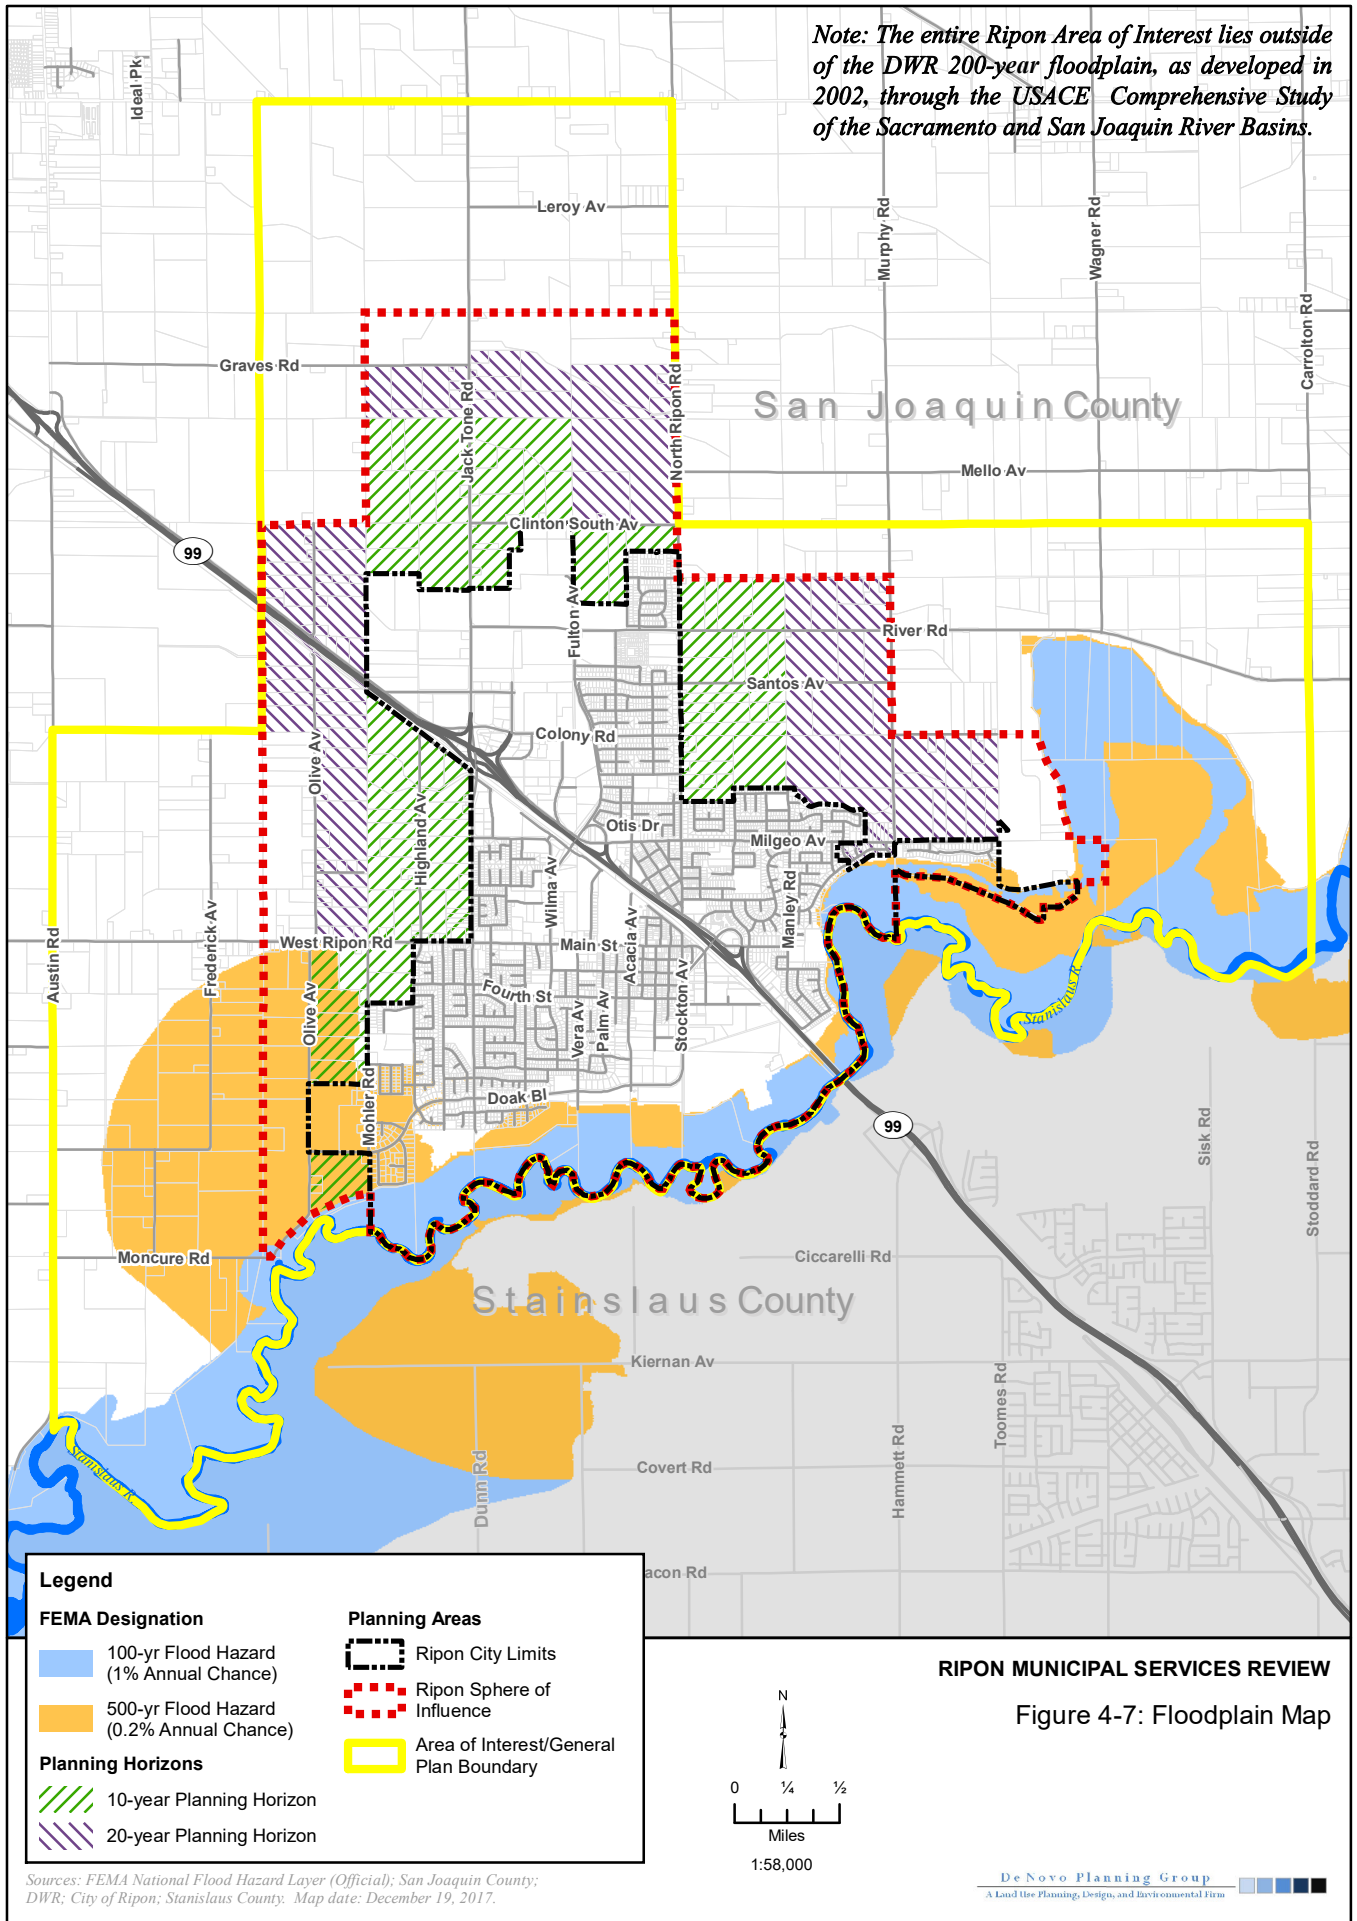 Note: The entire Ripon Area of Interest lies outside
of the DWR 200-year floodplain, as developed in
2002, through the USACE Comprehensive Study
of the Sacramento and San Joaquin River Basins.
Ideal Pk
Leroy Av
Murphy Rd
Wagner Rd
Carrolton Rd
Graves Rd
Jack Tone Rd
North Ripon Rd
San Joaquin County
Mello Av
Clinton South Av
99
Fulton Av
River Rd
Santos Av
Olive Av
Colony Rd
Highland Av
Otis Dr
Milgeo Av
Wilma Av
Manley Rd
Austin Rd
Frederick Av
West Ripon Rd
Main St
Acacia Av
Stockton Av
Fourth St
Olive Av
Vera Av
Palm Av
Stanislaus R.
Mohler Rd
Doak Bl
99
Sisk Rd
Stoddard Rd
Moncure Rd
Ciccarelli Rd
Stainslaus County
Kiernan Av
Toomes Rd
Hammett Rd
Covert Rd
Dunn Rd
Stanislaus R.
acon Rd
Legend
FEMA Designation
100-yr Flood Hazard
(1% Annual Chance)
500-yr Flood Hazard
(0.2% Annual Chance)
Planning Horizons
10-year Planning Horizon
20-year Planning Horizon
Planning Areas
Ripon City Limits
Ripon Sphere of
Influence
Area of Interest/General
Plan Boundary
N
0 ¼ ½
Miles
1:58,000
RIPON MUNICIPAL SERVICES REVIEW
Figure 4-7: Floodplain Map
Sources: FEMA National Flood Hazard Layer (Official); San Joaquin County;
DWR; City of Ripon; Stanislaus County. Map date: December 19, 2017.
De Novo Planning Group
A Land Use Planning, Design, and Environmental Firm